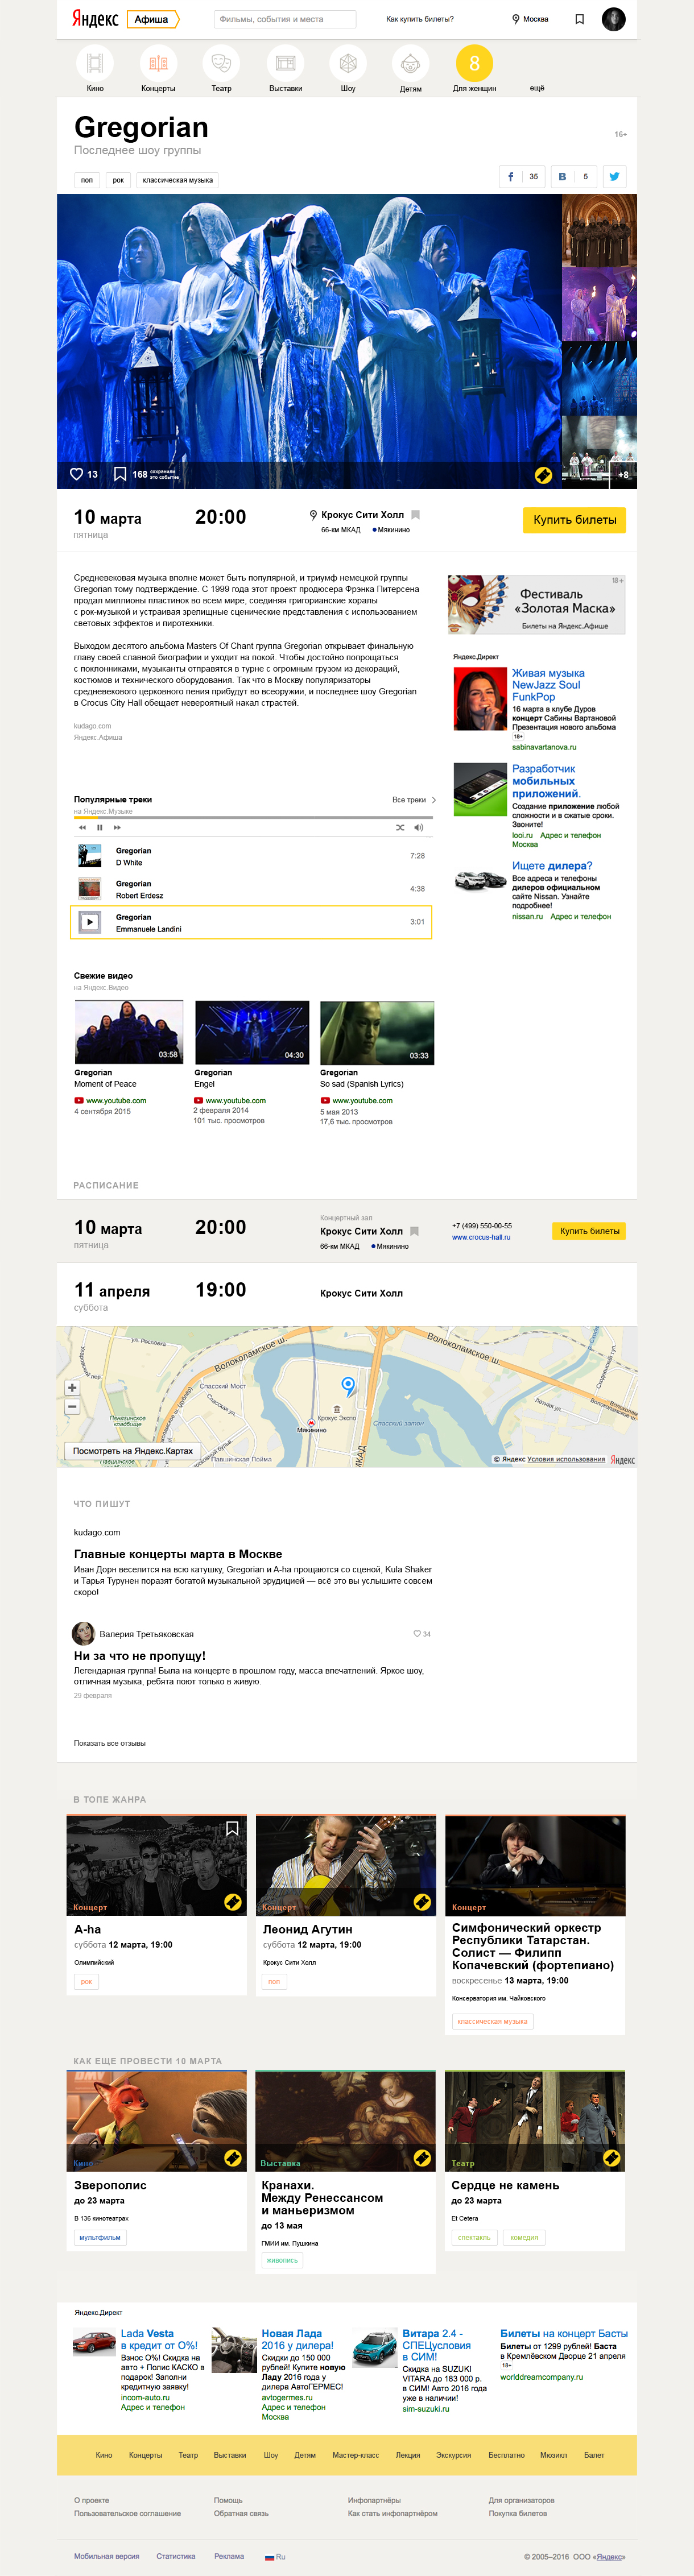 Яндекс Афиша Фильмы, события и места Как купить билеты? Москва
Кино Концерты Театр Выставки Шоу Детям 8 Для женщин ещё
Gregorian
16+
Последнее шоу группы
поп рок классическая музыка
35 В 5
13 168 сохранили
это событие
+8
10 марта 20:00 Крокус Сити Холл Купить билеты
пятница 66-км МКАД Мякинино
Средневековая музыка вполне может быть популярной, и триумф немецкой группы
Gregorian тому подтверждение. С 1999 года этот проект продюсера Фрэнка Питерсена
продал миллионы пластинок во всем мире, соединяя григорианские хоралы
с рок-музыкой и устраивая зрелищные сценические представления с использованием
световых эффектов и пиротехники.
Выходом десятого альбома Masters Of Chant группа Gregorian открывает финальную
главу своей славной биографии и уходит на покой. Чтобы достойно попрощаться
с поклонниками, музыканты отправятся в турне с огромным грузом из декораций,
костюмов и технического оборудования. Так что в Москву популяризаторы
средневекового церковного пения прибудут во всеоружии, и последнее шоу Gregorian
в Crocus City Hall обещает невероятный накал страстей.
kudago.com
Яндекс.Афиша
18+
Фестиваль
«Золотая Маска»
Билеты на Яндекс.Афише
Яндекс.Директ
Живая музыка
NewJazz Soul
FunkPop
16 марта в клубе Дуров
концерт Сабины Вартановой
Презентация нового альбома
18+
sabinavartanova.ru
Разработчик
мобильных
приложений.
Создание приложение любой
сложности и в сжатые сроки.
Звоните!
looi.ru Адрес и телефон
Москва
Ищете дилера?
Все адреса и телефоны
дилеров официальном
сайте Nissan. Узнайте
подробнее!
nissan.ru Адрес и телефон
Популярные треки Все треки
на Яндекс.Музыке
Gregorian
D White 7:28
Gregorian
Robert Erdesz 4:38
Gregorian
Emmanuele Landini 3:01
Свежие видео
на Яндекс.Видео
03:58 04:30 03:33
Gregorian Gregorian Gregorian
Moment of Peace Engel So sad (Spanish Lyrics)
www.youtube.com www.youtube.com www.youtube.com
4 сентября 2015 2 февраля 2014 5 мая 2013
101 тыс. просмотров 17,6 тыс. просмотров
РАСПИСАНИЕ
Концертный зал
10 марта 20:00 Крокус Сити Холл +7 (499) 550-00-55 Купить билеты
пятница 66-км МКАД Мякинино www.crocus-hall.ru
11 апреля 19:00 Крокус Сити Холл
суббота
Волоколамское ш. Волоколамское ш.
Спасский Мост
Пенягинское
кладбище
Крокус Экспо
Мякинино
Спасский затон
МКАД
Павшинская Пойма
Посмотреть на Яндекс.Картах
© Яндекс Условия использования Яндекс
ЧТО ПИШУТ
kudago.com
Главные концерты марта в Москве
Иван Дорн веселится на всю катушку, Gregorian и A-ha прощаются со сценой, Kula Shaker
и Тарья Турунен поразят богатой музыкальной эрудицией — всё это вы услышите совсем
скоро!
Валерия Третьяковская 34
Ни за что не пропущу!
Легендарная группа! Была на концерте в прошлом году, масса впечатлений. Яркое шоу,
отличная музыка, ребята поют только в живую.
29 февраля
Показать все отзывы
В ТОПЕ ЖАНРА
Концерт
A-ha
суббота 12 марта, 19:00
Олимпийский
рок
Концерт
Леонид Агутин
суббота 12 марта, 19:00
Крокус Сити Холл
поп
Концерт
Симфонический оркестр
Республики Татарстан.
Солист — Филипп
Копачевский (фортепиано)
воскресенье 13 марта, 19:00
Консерватория им. Чайковского
классическая музыка
КАК ЕЩЕ ПРОВЕСТИ 10 МАРТА
Кино
Зверополис
до 23 марта
В 136 кинотеатрах
мультфильм
Выставка
Кранахи.
Между Ренессансом
и маньеризмом
до 13 мая
ГМИИ им. Пушкина
живопись
Театр
Сердце не камень
до 23 марта
Et Cetera
спектакль комедия
Яндекс.Директ
Lada Vesta
в кредит от 0%!
Взнос 0%! Скидка на
авто + Полис КАСКО в
подарок! Заполни
кредитную заявку!
incom-auto.ru
Адрес и телефон
Новая Лада
2016 у дилера!
Скидки до 150 000
рублей! Купите новую
Ладу 2016 года у
дилера АвтоГЕРМЕС!
avtogermes.ru
Адрес и телефон
Москва
Витара 2.4 -
СПЕЦусловия
в СИМ!
Скидка на SUZUKI
VITARA до 183 000 р.
в СИМ! Авто 2016 года
уже в наличии!
sim-suzuki.ru
Билеты на концерт Басты
Билеты от 1299 рублей! Баста
в Кремлёвском Дворце 21 апреля
18+
worlddreamcompany.ru
Кино Концерты Театр Выставки Шоу Детям Мастер-класс Лекция Экскурсия Бесплатно Мюзикл Балет
О проекте Помощь Инфопартнёры Для организаторов
Пользовательское соглашение Обратная связь Как стать инфопартнёром Покупка билетов
Мобильная версия Статистика Реклама Ru © 2005–2016 ООО «Яндекс»